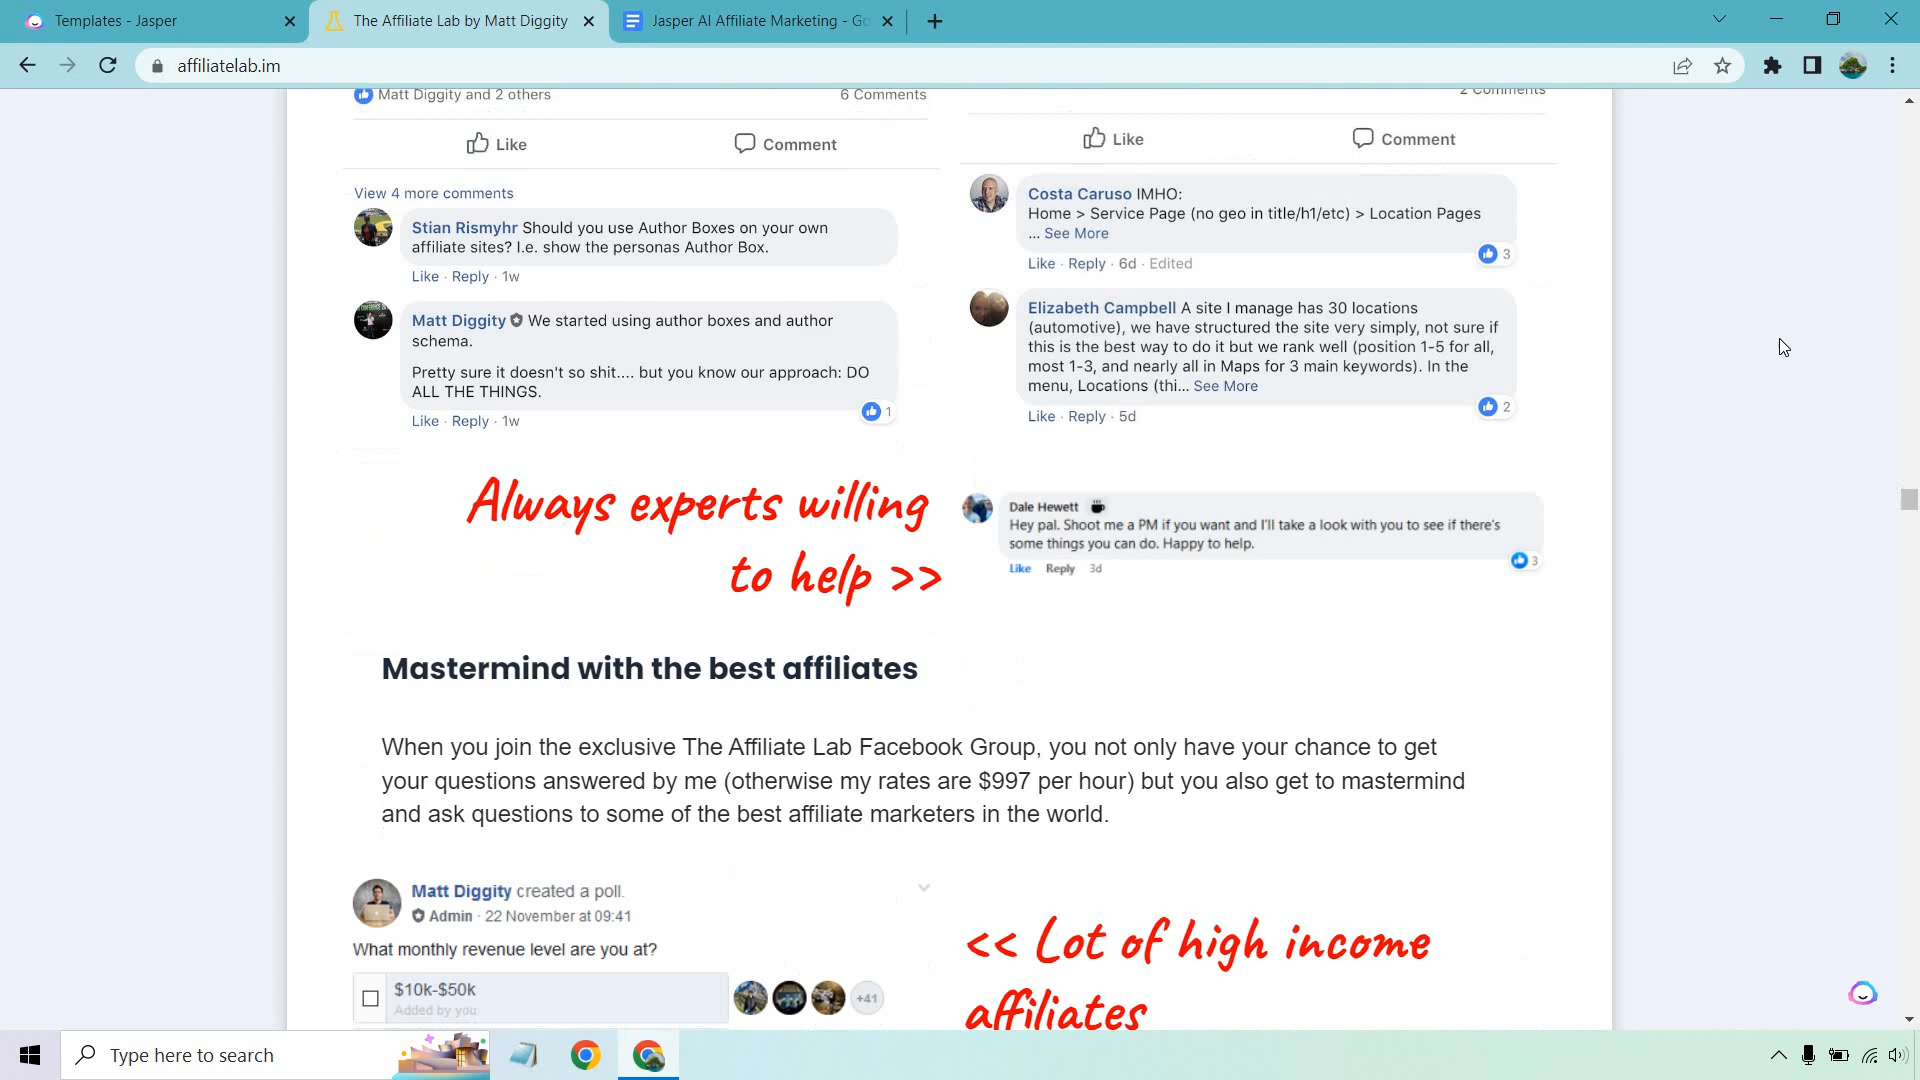 Templates - Jasper
The Affiliate Lab by Matt Diggity
Jasper AI Affiliate Marketing - Go
affiliatelab.im
Matt Diggity and 2 others
6 Comments
Like
Comment
View 4 more comments
Stian Rismyhr Should you use Author Boxes on your own
affiliate sites? I.e. show the personas Author Box.
Like · Reply · 1w
Matt Diggity We started using author boxes and author
schema.
Pretty sure it doesn't so shit.... but you know our approach: DO
ALL THE THINGS.
1
Like · Reply · 1w
2 Comments
Like
Comment
Costa Caruso IMHO:
Home > Service Page (no geo in title/h1/etc) > Location Pages
... See More
3
Like · Reply · 6d · Edited
Elizabeth Campbell A site I manage has 30 locations
(automotive), we have structured the site very simply, not sure if
this is the best way to do it but we rank well (position 1-5 for all,
most 1-3, and nearly all in Maps for 3 main keywords). In the
menu, Locations (thi... See More
2
Like · Reply · 5d
Always experts willing
to help >>
Dale Hewett
Hey pal. Shoot me a PM if you want and I'll take a look with you to see if there's
some things you can do. Happy to help.
3
Like Reply 3d
Mastermind with the best affiliates
When you join the exclusive The Affiliate Lab Facebook Group, you not only have your chance to get
your questions answered by me (otherwise my rates are $997 per hour) but you also get to mastermind
and ask questions to some of the best affiliate marketers in the world.
Matt Diggity created a poll.
Admin · 22 November at 09:41
What monthly revenue level are you at?
$10k-$50k
Added by you
+41
<< Lot of high income
affiliates
Type here to search